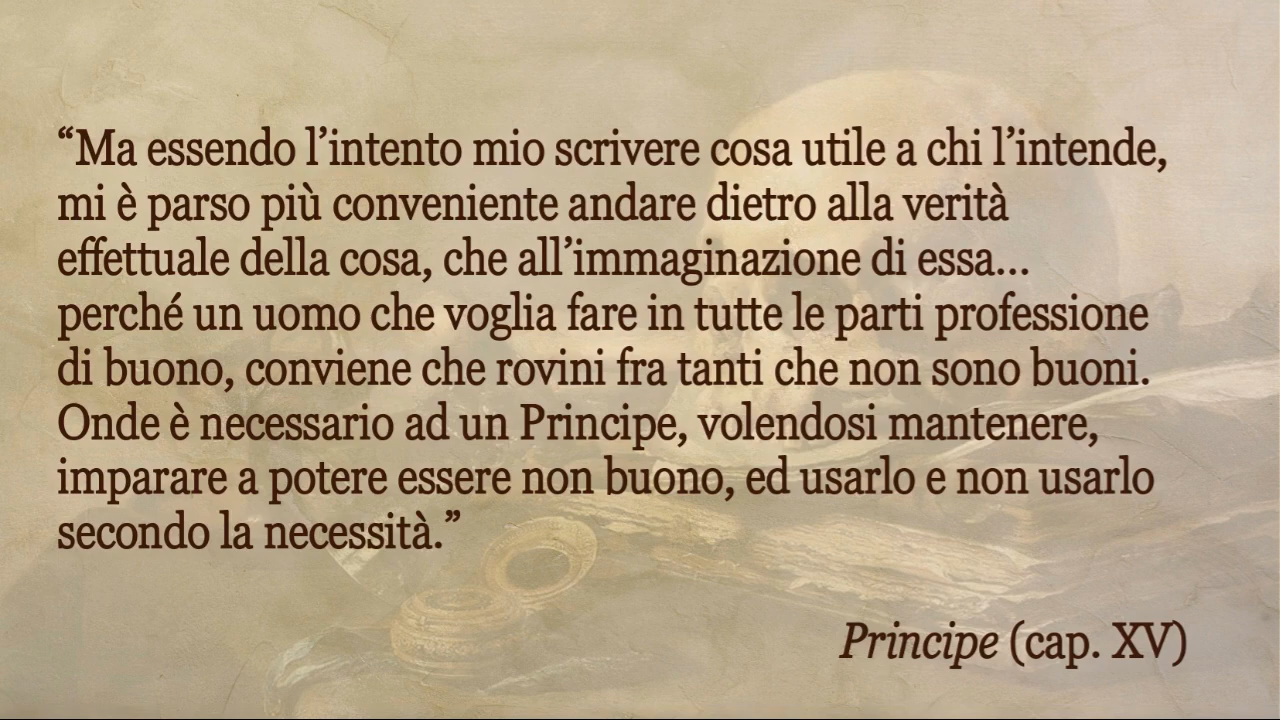 “Ma essendo l’intento mio scrivere cosa utile a chi l’intende,
mi è parso più conveniente andare dietro alla verità
effettuale della cosa, che all’immaginazione di essa...
perché un uomo che voglia fare in tutte le parti professione
di buono, conviene che rovini fra tanti che non sono buoni.
Onde è necessario ad un Principe, volendosi mantenere,
imparare a potere essere non buono, ed usarlo e non usarlo
secondo la necessità.”
Principe (cap. XV)